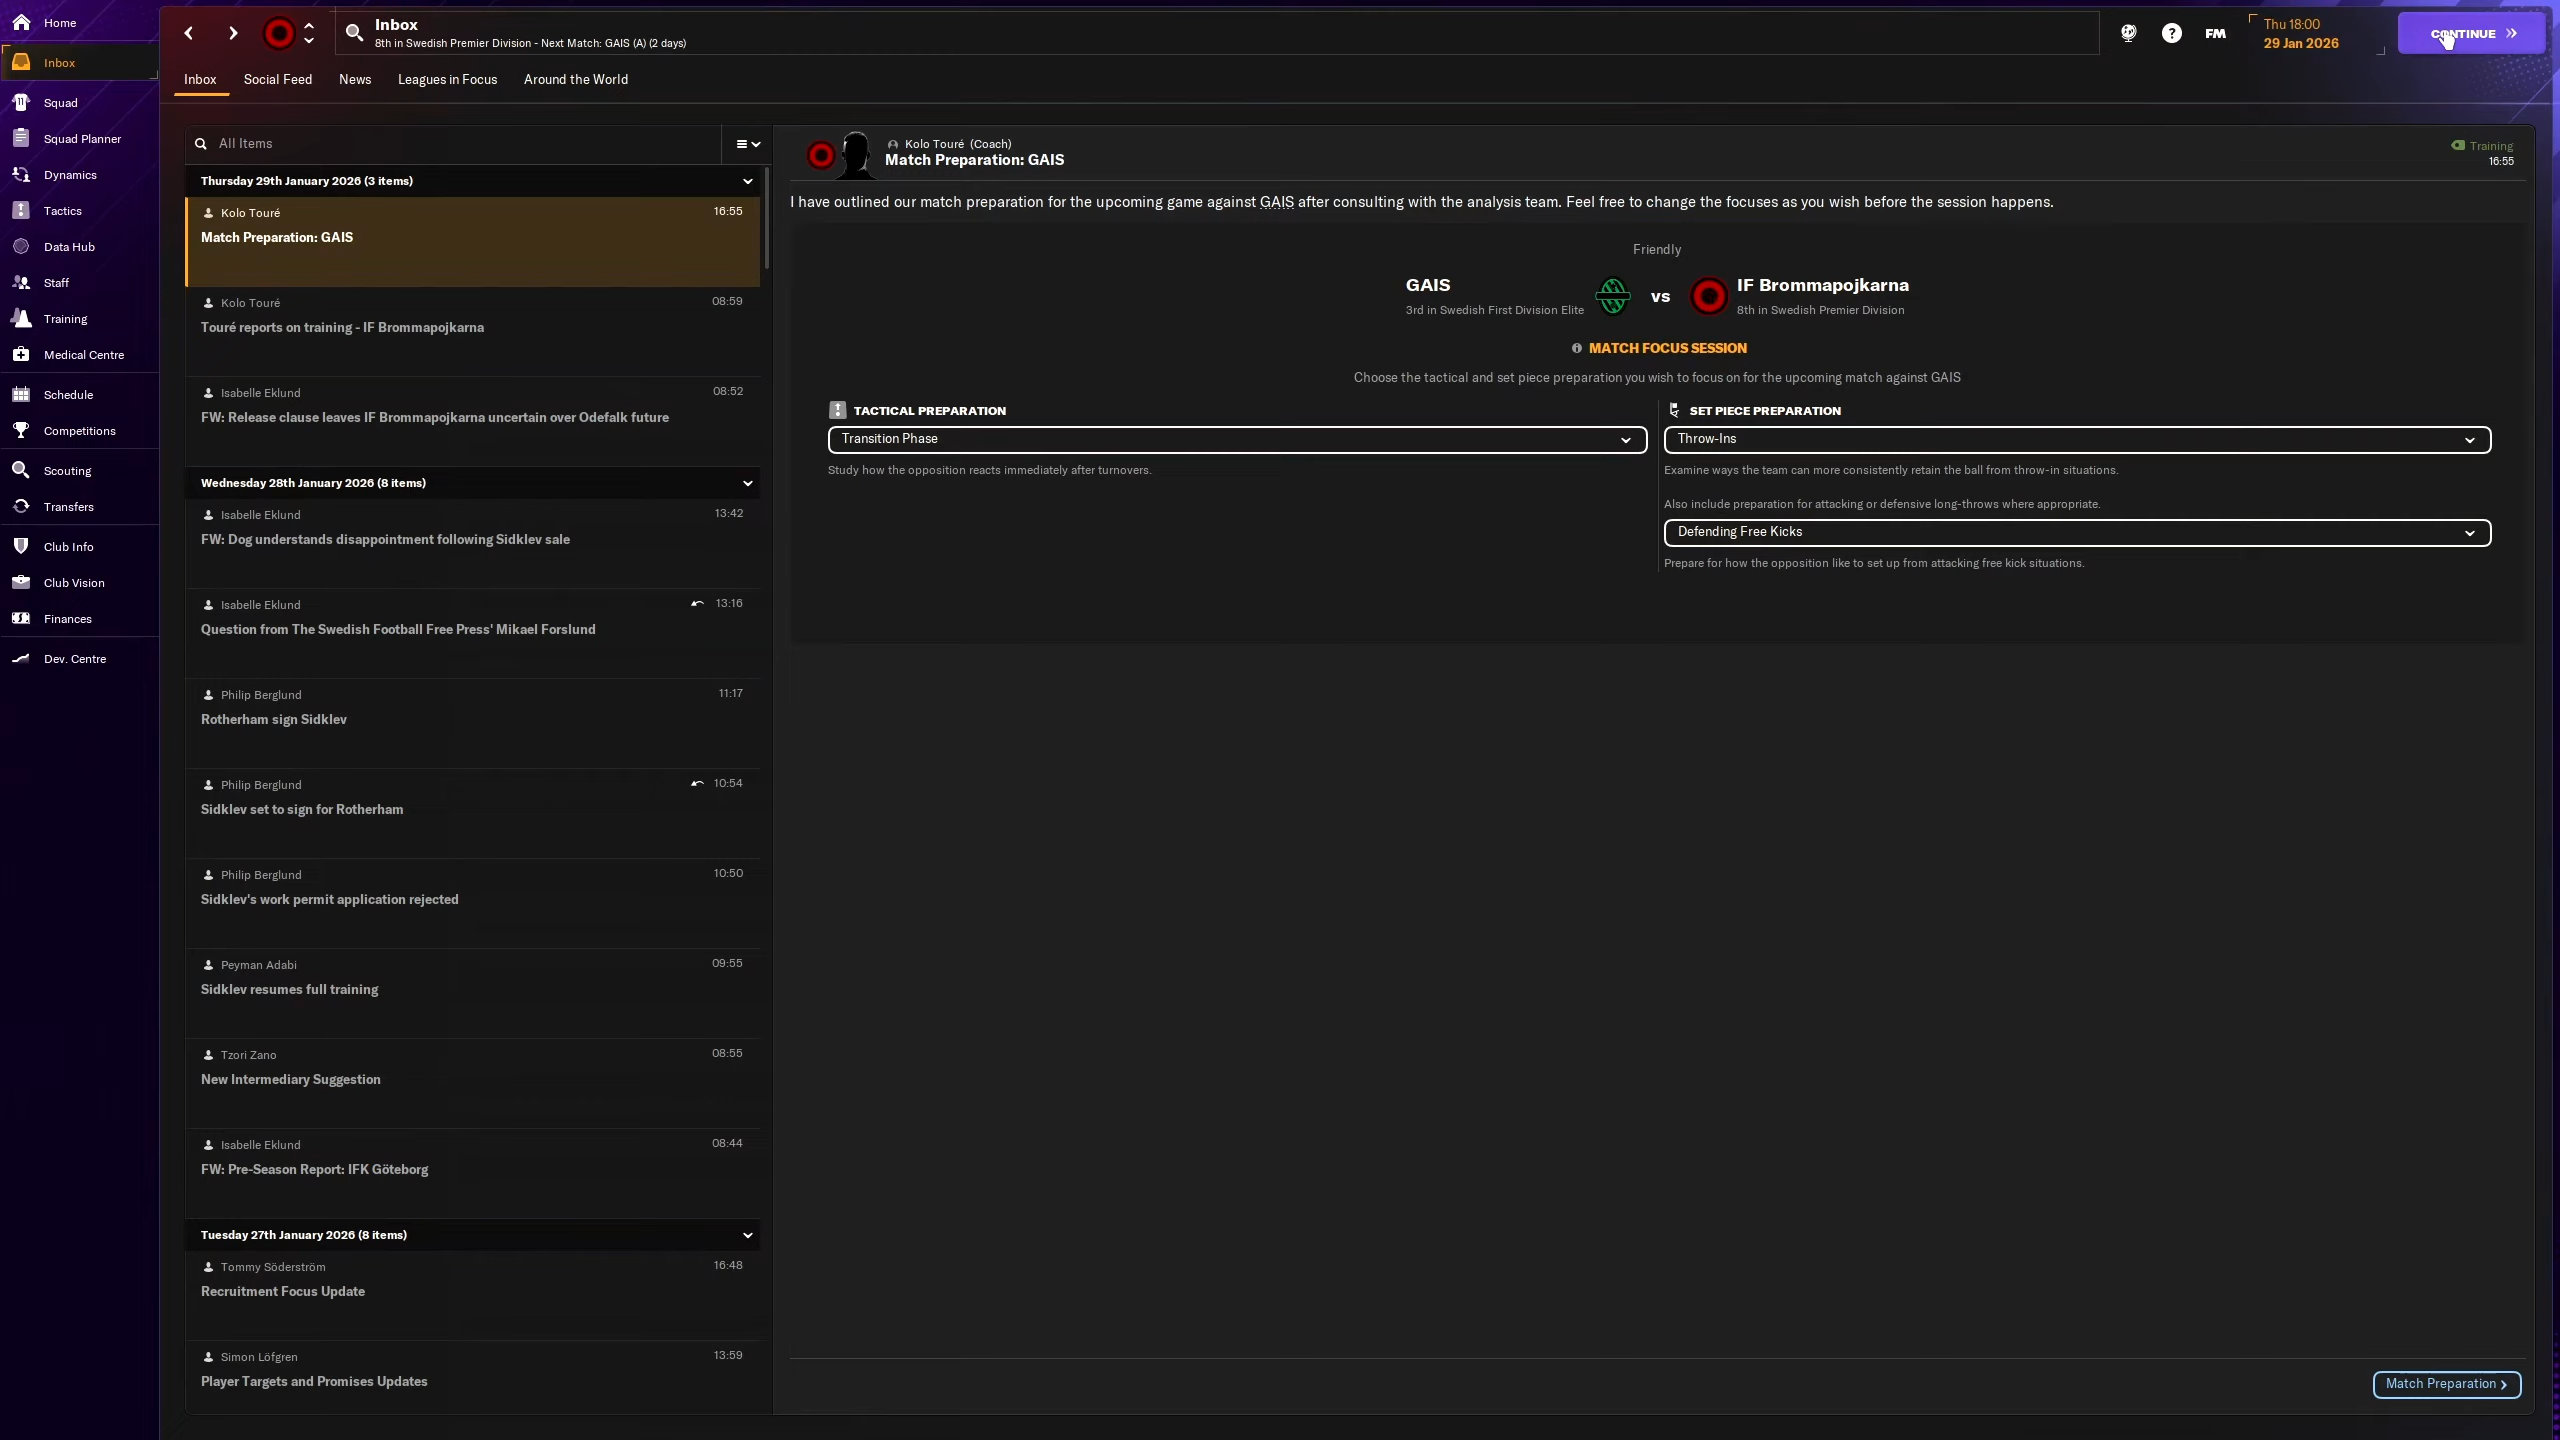 Home
Inbox
Squad
Squad Planner
Dynamics
Tactics
Data Hub
Staff
Training
Medical Centre
Schedule
Competitions
Scouting
Transfers
Club Info
Club Vision
Finances
Dev. Centre
Inbox
8th in Swedish Premier Division - Next Match: GAIS (A) (2 days)
FM
Thu 18:00
29 Jan 2026
CONTINUE
Inbox
Social Feed
News
Leagues in Focus
Around the World
All Items
Thursday 29th January 2026 (3 items)
Kolo Touré 16:55
Match Preparation: GAIS
Kolo Touré 08:59
Touré reports on training - IF Brommapojkarna
Isabelle Eklund 08:52
FW: Release clause leaves IF Brommapojkarna uncertain over Odefalk future
Wednesday 28th January 2026 (8 items)
Isabelle Eklund 13:42
FW: Dog understands disappointment following Sidklev sale
Isabelle Eklund 13:16
Question from The Swedish Football Free Press' Mikael Forslund
Philip Berglund 11:17
Rotherham sign Sidklev
Philip Berglund 10:54
Sidklev set to sign for Rotherham
Philip Berglund 10:50
Sidklev's work permit application rejected
Peyman Adabi 09:55
Sidklev resumes full training
Tzori Zano 08:55
New Intermediary Suggestion
Isabelle Eklund 08:44
FW: Pre-Season Report: IFK Göteborg
Tuesday 27th January 2026 (8 items)
Tommy Söderström 16:48
Recruitment Focus Update
Simon Löfgren 13:59
Player Targets and Promises Updates
Kolo Touré (Coach)
Match Preparation: GAIS
Training
16:55
I have outlined our match preparation for the upcoming game against GAIS after consulting with the analysis team. Feel free to change the focuses as you wish before the session happens.
Friendly
GAIS
3rd in Swedish First Division Elite
vs
IF Brommapojkarna
8th in Swedish Premier Division
MATCH FOCUS SESSION
Choose the tactical and set piece preparation you wish to focus on for the upcoming match against GAIS
TACTICAL PREPARATION
Transition Phase
Study how the opposition reacts immediately after turnovers.
SET PIECE PREPARATION
Throw-Ins
Examine ways the team can more consistently retain the ball from throw-in situations.
Also include preparation for attacking or defensive long-throws where appropriate.
Defending Free Kicks
Prepare for how the opposition like to set up from attacking free kick situations.
Match Preparation